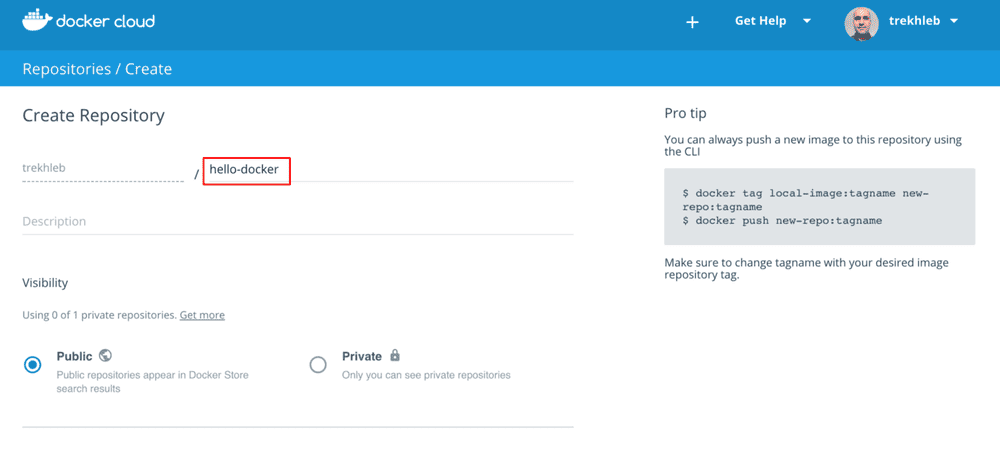 docker cloud
Get Help
trekhleb
Repositories / Create
Create Repository
trekhleb / hello-docker
Description
Visibility
Using 0 of 1 private repositories. Get more
Public
Public repositories appear in Docker Store
search results
Private
Only you can see private repositories
Pro tip
You can always push a new image to this repository using
the CLI
$ docker tag local-image:tagname new-
repo:tagname
$ docker push new-repo:tagname
Make sure to change tagname with your desired image
repository tag.